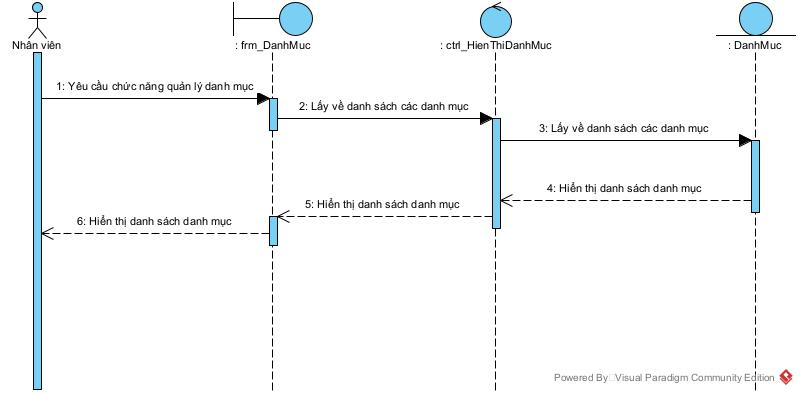 Nhân viên
: frm_DanhMuc
: ctrl_HienThiDanhMuc
: DanhMuc
1: Yêu cầu chức năng quản lý danh mục
2: Lấy về danh sách các danh mục
3: Lấy về danh sách các danh mục
4: Hiển thị danh sách danh mục
5: Hiển thị danh sách danh mục
6: Hiển thị danh sách danh mục
Powered By Visual Paradigm Community Edition